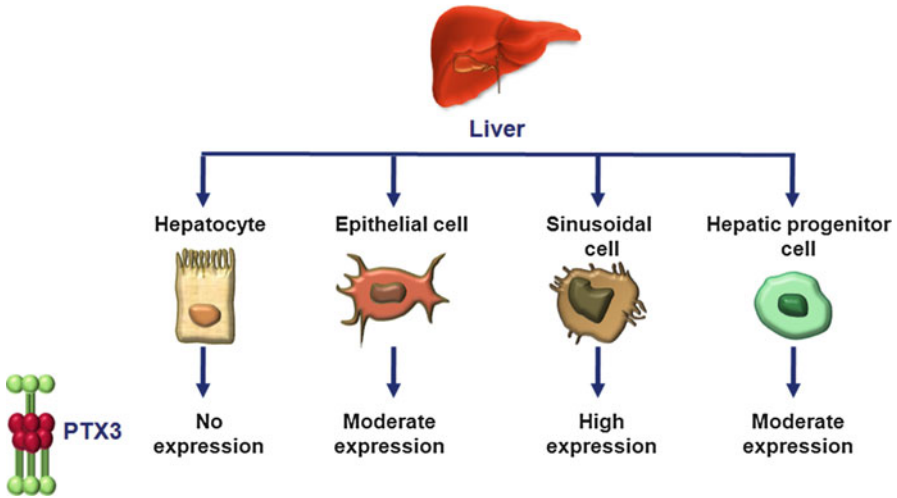 Liver
Hepatocyte
Epithelial cell
Sinusoidal
cell
Hepatic progenitor
cell
PTX3
No
expression
Moderate
expression
High
expression
Moderate
expression